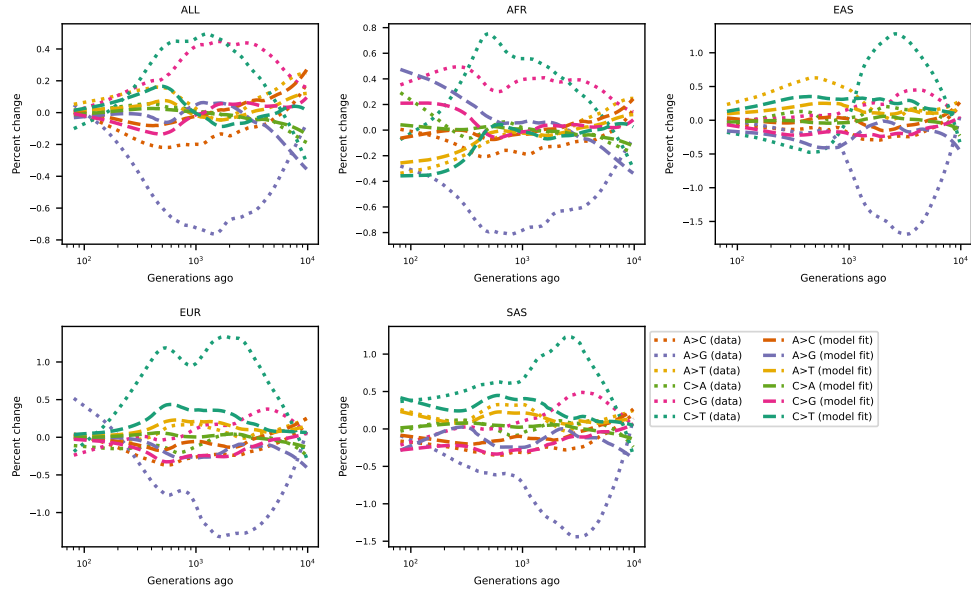 ALL
AFR
EAS
0.4
0.2
0.0
−0.2
−0.4
−0.6
−0.8
Percent change
10^2
10^3
10^4
Generations ago
0.8
0.6
0.4
0.2
0.0
−0.2
−0.4
−0.6
−0.8
Percent change
10^2
10^3
10^4
Generations ago
1.0
0.5
0.0
−0.5
−1.0
−1.5
Percent change
10^2
10^3
10^4
Generations ago
EUR
SAS
1.0
0.5
0.0
−0.5
−1.0
Percent change
10^2
10^3
10^4
Generations ago
1.0
0.5
0.0
−0.5
−1.0
−1.5
Percent change
10^2
10^3
10^4
Generations ago
A>C (data)
A>G (data)
A>T (data)
C>A (data)
C>G (data)
C>T (data)
A>C (model fit)
A>G (model fit)
A>T (model fit)
C>A (model fit)
C>G (model fit)
C>T (model fit)